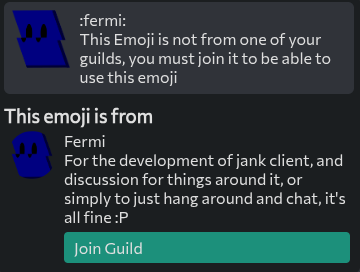 :fermi:
This Emoji is not from one of your
guilds, you must join it to be able to
use this emoji
This emoji is from
Fermi
For the development of jank client, and
discussion for things around it, or
simply to just hang around and chat, it's
all fine :P
Join Guild